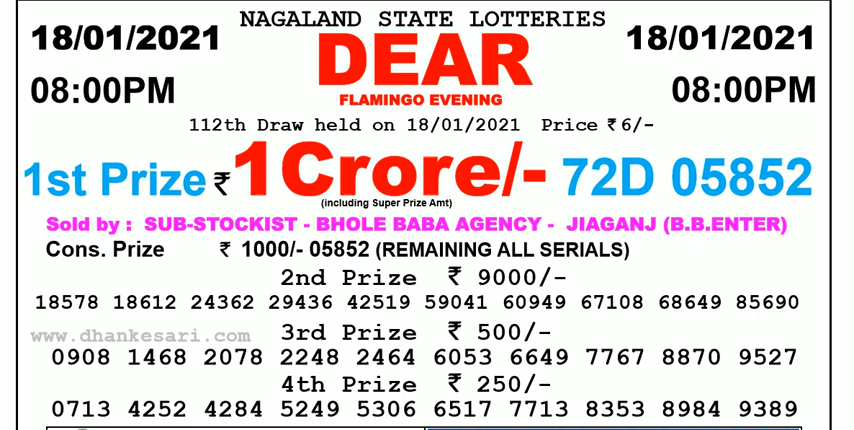 NAGALAND STATE LOTTERIES
18/01/2021 DEAR 18/01/2021
08:00PM FLAMINGO EVENING 08:00PM
112th Draw held on 18/01/2021 Price ₹6/-
1st Prize ₹1Crore/- 72D 05852
(including Super Prize Amt)
Sold by : SUB-STOCKIST - BHOLE BABA AGENCY - JIAGANJ (B.B.ENTER)
Cons. Prize ₹ 1000/- 05852 (REMAINING ALL SERIALS)
2nd Prize ₹ 9000/-
18578 18612 24362 29436 42519 59041 60949 67108 68649 85690
www.dhankesari.com 3rd Prize ₹ 500/-
0908 1468 2078 2248 2464 6053 6649 7767 8870 9527
4th Prize ₹ 250/-
0713 4252 4284 5249 5306 6517 7713 8353 8984 9389